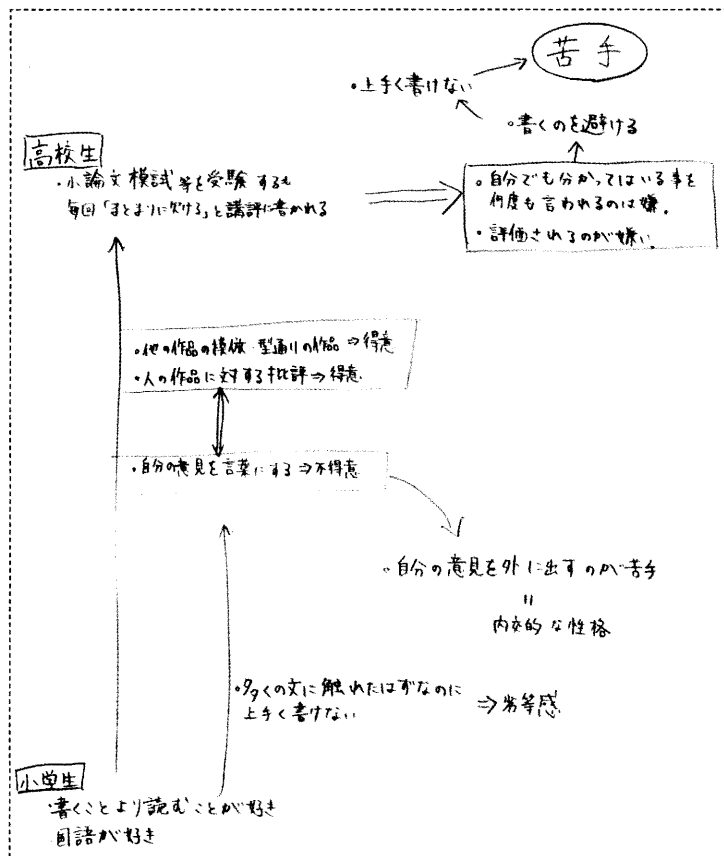 苦手
・上手く書けない
・書くのを避ける
高校生
・小論文模試等を受験するも
毎回「まとまりに欠ける」と講評に書かれる
・自分でも分かってはいる事を
何度も言われるのは嫌。
・評価されるのが嫌い。
・他の作品の模倣・型通りの作品⇒得意
・人の作品に対する批評⇒得意
・自分の意見を言葉にする⇒不得意
・自分の意見を外に出すのが苦手
=
内交的な性格
・多くの文に触れたはずなのに
上手く書けない ⇒劣等感
小学生
・書くことより読むことが好き
国語が好き